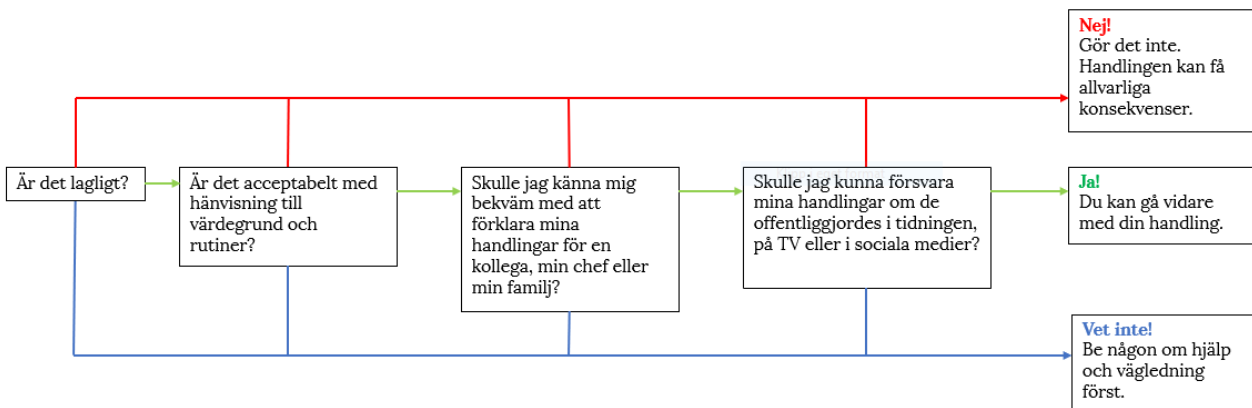 Nej!
Gör det inte.
Handlingen kan få
allvarliga
konsekvenser.
Är det lagligt?
Är det acceptabelt med
hänvisning till
värdegrund och
rutiner?
Skulle jag känna mig
bekväm med att
förklara mina
handlingar för en
kollega, min chef eller
min familj?
Skulle jag kunna försvara
mina handlingar om de
offentliggjordes i tidningen,
på TV eller i sociala medier?
Ja!
Du kan gå vidare
med din handling.
Vet inte!
Be någon om hjälp
och vägledning
först.